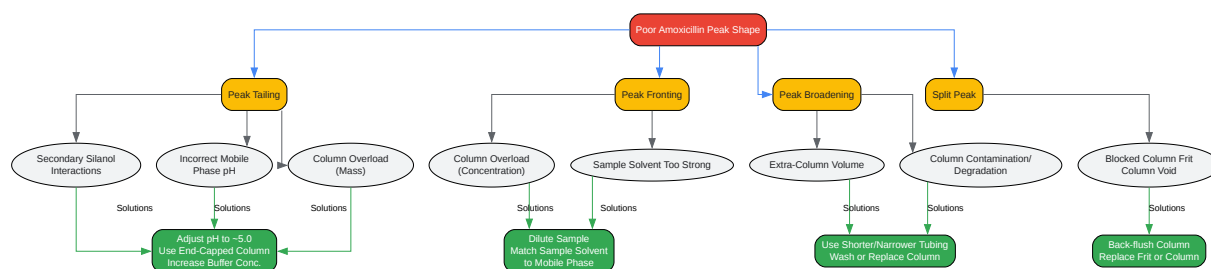 Poor Amoxicillin Peak Shape
Peak Tailing
Peak Fronting
Peak Broadening
Split Peak
Secondary Silanol
Interactions
Incorrect Mobile
Phase pH
Column Overload
(Mass)
Column Overload
(Concentration)
Sample Solvent Too Strong
Extra-Column Volume
Column Contamination/
Degradation
Blocked Column Frit
Column Void
Solutions
Solutions
Solutions
Solutions
Solutions
Solutions
Solutions
Solutions
Adjust pH to ~5.0
Use End-Capped Column
Increase Buffer Conc.
Dilute Sample
Match Sample Solvent
to Mobile Phase
Use Shorter/Narrower Tubing
Wash or Replace Column
Back-flush Column
Replace Frit or Column